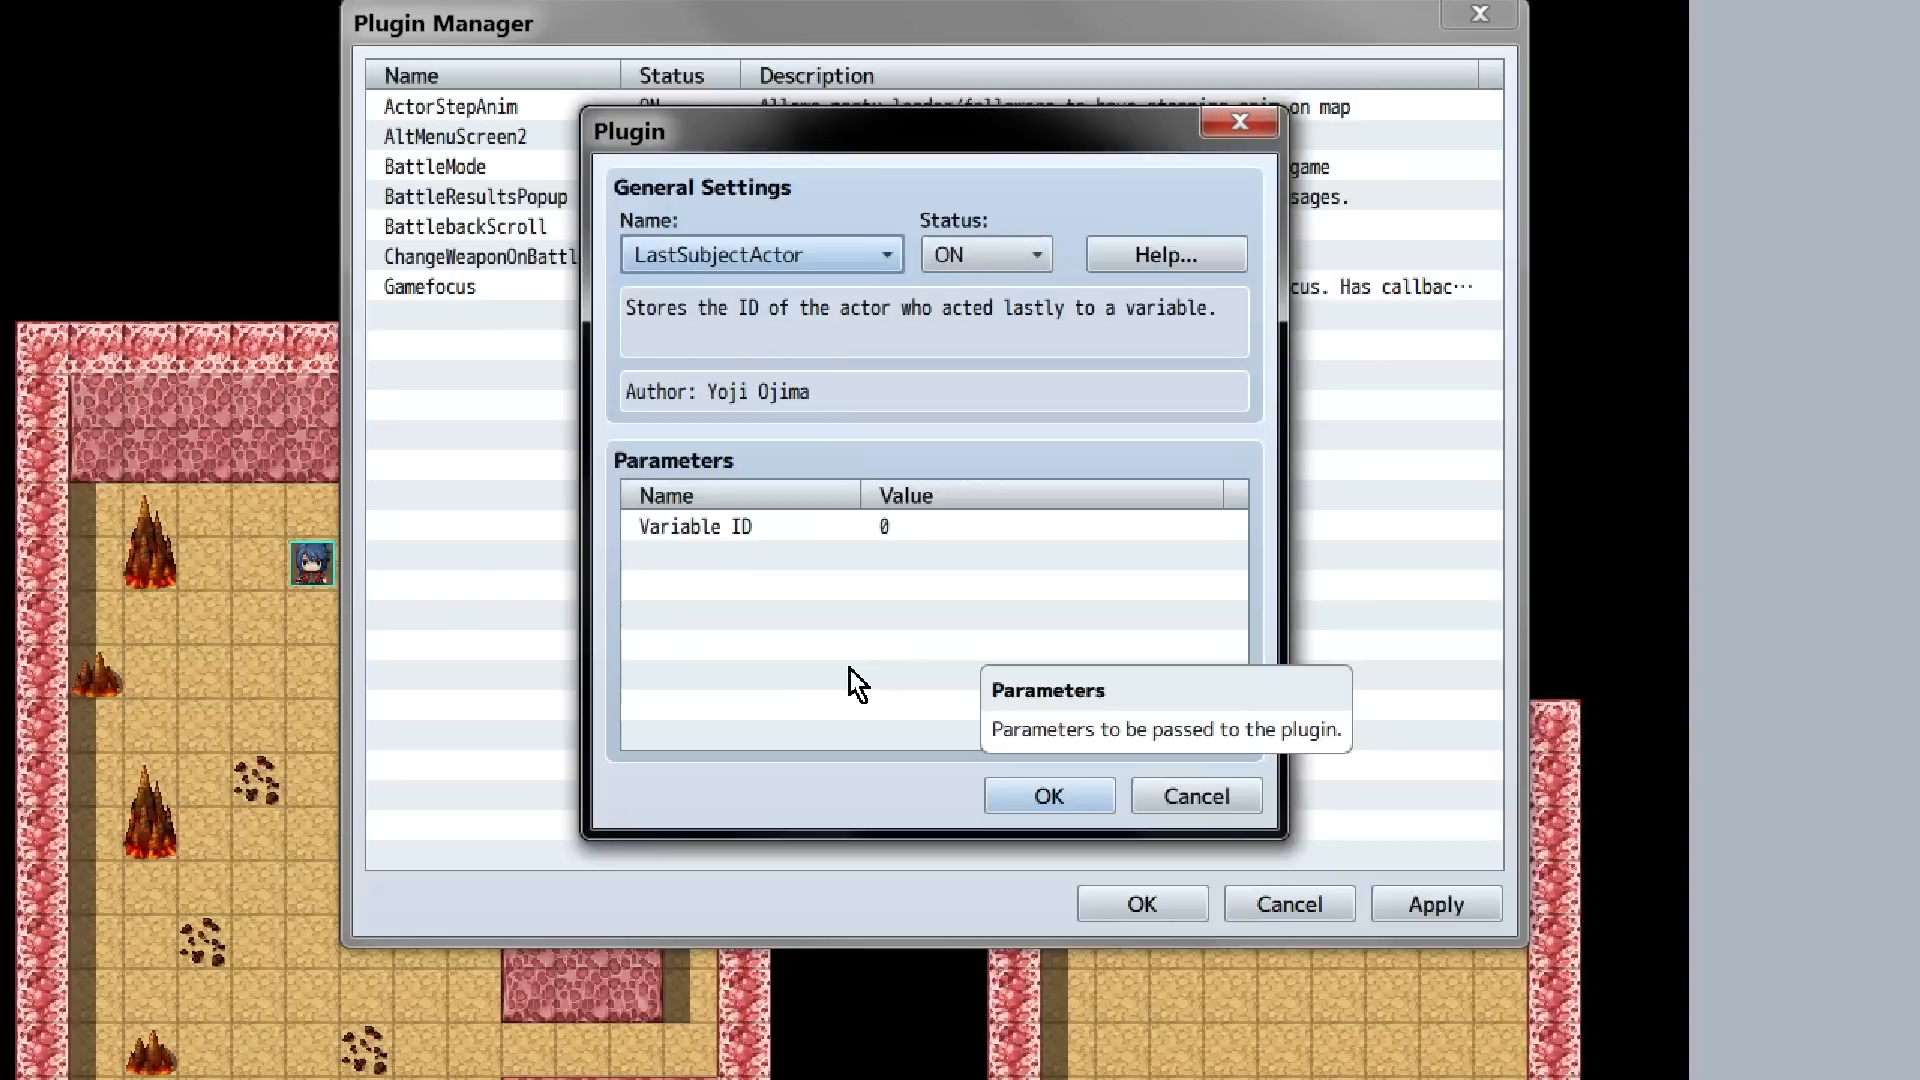 Plugin Manager
X
Name Status Description
ActorStepAnim on map
AltMenuScreen2
BattleMode game
BattleResultsPopup sages.
BattlebackScroll
ChangeWeaponOnBattl
Gamefocus cus. Has callbac…
Plugin
X
General Settings
Name: Status:
LastSubjectActor ON Help...
Stores the ID of the actor who acted lastly to a variable.
Author: Yoji Ojima
Parameters
Name Value
Variable ID 0
Parameters
Parameters to be passed to the plugin.
OK Cancel
OK Cancel Apply